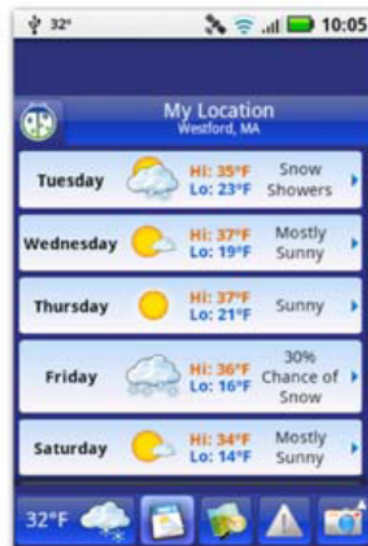 32° 10:05
My Location
Westford, MA
Tuesday Hi: 35°F Snow
Lo: 23°F Showers
Wednesday Hi: 37°F Mostly
Lo: 19°F Sunny
Thursday Hi: 37°F Sunny
Lo: 21°F
30%
Friday Hi: 36°F Chance of
Lo: 16°F Snow
Saturday Hi: 34°F Mostly
Lo: 14°F Sunny
32°F